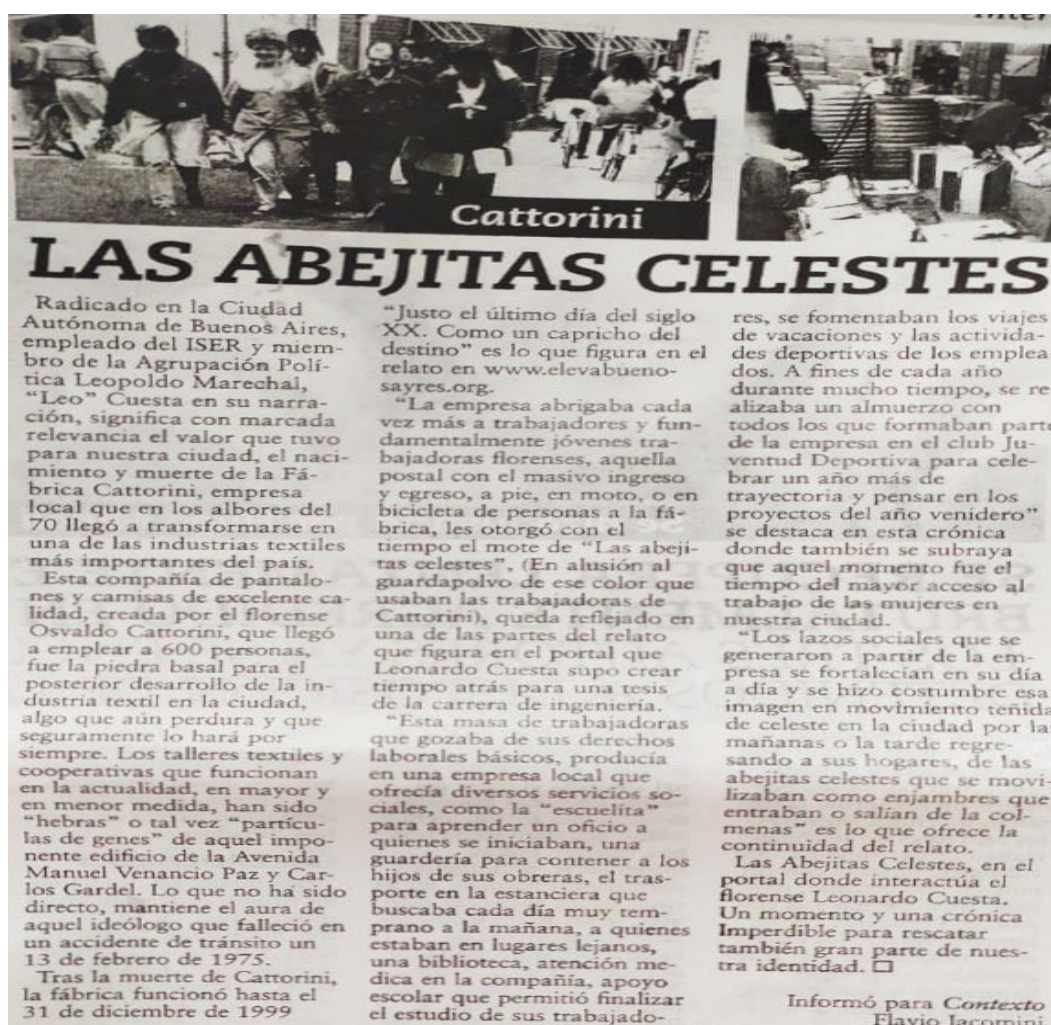 Cattorini
LAS ABEJITAS CELESTES
Radicado en la Ciudad
Autónoma de Buenos Aires,
empleado del ISER y miem-
bro de la Agrupación Polí-
tica Leopoldo Marechal,
“Leo” Cuesta en su narra-
ción, significa con marcada
relevancia el valor que tuvo
para nuestra ciudad, el naci-
miento y muerte de la Fá-
brica Cattorini, empresa
local que en los albores del
70 llegó a transformarse en
una de las industrias textiles
más importantes del país.
Esta compañía de pantalo-
nes y camisas de excelente ca-
lidad, creada por el florense
Osvaldo Cattorini, que llegó
a emplear a 600 personas,
fue la piedra basal para el
posterior desarrollo de la in-
dustria textil en la ciudad,
algo que aún perdura y que
seguramente lo hará por
siempre. Los talleres textiles y
cooperativas que funcionan
en la actualidad, en mayor y
en menor medida, han sido
“hebras” o tal vez “partícu-
las de genes” de aquel impo-
nente edificio de la Avenida
Manuel Venancio Paz y Car-
los Gardel. Lo que no ha sido
directo, mantiene el aura de
aquel ideólogo que falleció en
un accidente de tránsito un
13 de febrero de 1975.
Tras la muerte de Cattorini,
la fábrica funcionó hasta el
31 de diciembre de 1999
“Justo el último día del siglo
XX. Como un capricho del
destino” es lo que figura en el
relato en www.elevabueno-
sayres.org.
“La empresa abrigaba cada
vez más a trabajadores y fun-
damentalmente jóvenes tra-
bajadoras florenses, aquella
postal con el masivo ingreso
y egreso, a pie, en moto, o en
bicicleta de personas a la fá-
brica, les otorgó con el
tiempo el mote de “Las abeji-
tas celestes”, (En alusión al
guardapolvo de ese color que
usaban las trabajadoras de
Cattorini), queda reflejado en
una de las partes del relato
que figura en el portal que
Leonardo Cuesta supo crear
tiempo atrás para una tesis
de la carrera de ingeniería.
“Esta masa de trabajadoras
que gozaba de sus derechos
laborales básicos, producía
en una empresa local que
ofrecía diversos servicios so-
ciales, como la “escuelita”
para aprender un oficio a
quienes se iniciaban, una
guardería para contener a los
hijos de sus obreras, el tras-
porte en la estanciera que
buscaba cada día muy tem-
prano a la mañana, a quienes
estaban en lugares lejanos,
una biblioteca, atención me-
dica en la compañía, apoyo
escolar que permitió finalizar
el estudio de sus trabajado-
res, se fomentaban los viajes
de vacaciones y las activida-
des deportivas de los emplea
dos. A fines de cada año
durante mucho tiempo, se re
alizaba un almuerzo con
todos los que formaban parte
de la empresa en el club Ju-
ventud Deportiva para cele-
brar un año más de
trayectoria y pensar en los
proyectos del año venidero”
se destaca en esta crónica
donde también se subraya
que aquel momento fue el
tiempo del mayor acceso al
trabajo de las mujeres en
nuestra ciudad.
“Los lazos sociales que se
generaron a partir de la em-
presa se fortalecían en su día
a día y se hizo costumbre esa
imagen en movimiento teñida
de celeste en la ciudad por las
mañanas o la tarde regre-
sando a sus hogares, de las
abejitas celestes que se movi-
lizaban como enjambres que
entraban o salían de la col-
menas” es lo que ofrece la
continuidad del relato.
Las Abejitas Celestes, en el
portal donde interactúa el
florense Leonardo Cuesta.
Un momento y una crónica
Imperdible para rescatar
también gran parte de nues-
tra identidad.
Informó para Contexto
Flavio Jacomini